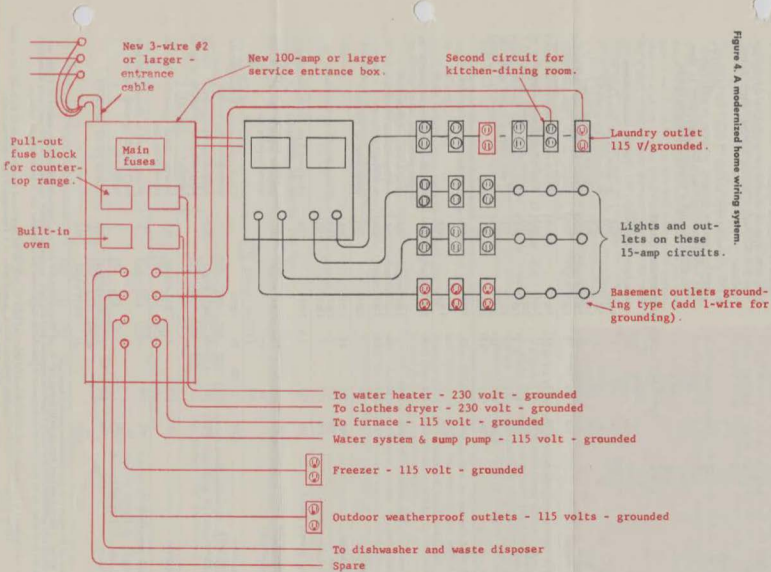 Figure 4. A modernized home wiring system.
New 3-wire #2
or larger -
entrance
cable
New 100-amp or larger
service entrance box.
Second circuit for
kitchen-dining room.
Main
fuses
Pull-out
fuse block
for counter-
top range.
Laundry outlet
115 V/grounded.
Built-in
oven
Lights and out-
lets on these
15-amp circuits.
Basement outlets ground-
ing type (add 1-wire for
grounding).
To water heater - 230 volt - grounded
To clothes dryer - 230 volt - grounded
To furnace - 115 volt - grounded
Water system & sump pump - 115 volt - grounded
Freezer - 115 volt - grounded
Outdoor weatherproof outlets - 115 volts - grounded
To dishwasher and waste disposer
Spare